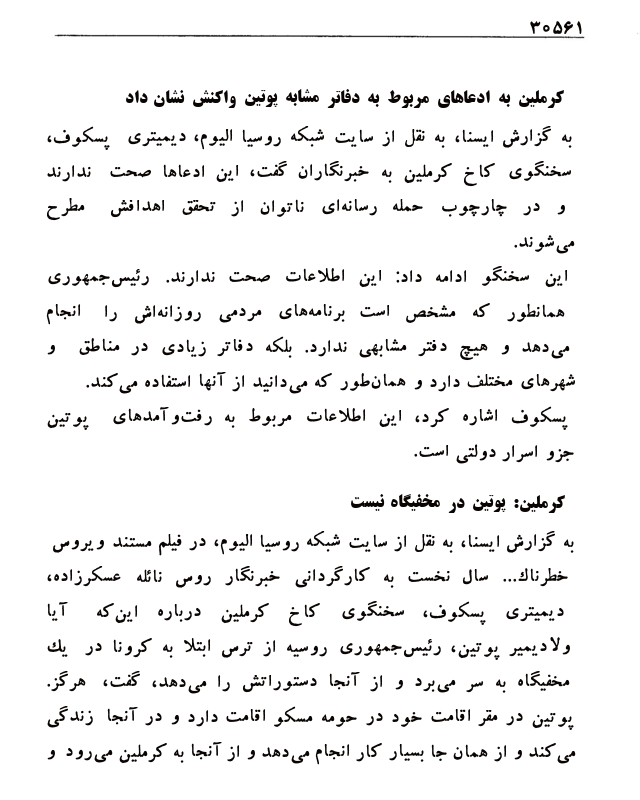 ۳۰۵۶۱
کرملین به ادعاهای مربوط به دفاتر مشابه پوتین واکنش نشان داد
به گزارش ایسنا، به نقل از سایت شبکه روسیا الیوم، دیمیتری پسکوف،
سخنگوی کاخ کرملین به خبرنگاران گفت، این ادعاها صحت ندارند
و در چارچوب حمله رسانه‌ای ناتوان از تحقق اهدافش مطرح
می‌شوند.
این سخنگو ادامه داد: این اطلاعات صحت ندارند. رئیس‌جمهوری
همانطور که مشخص است برنامه‌های مردمی روزانه‌اش را انجام
می‌دهد و هیچ دفتر مشابهی ندارد. بلکه دفاتر زیادی در مناطق و
شهرهای مختلف دارد و همان‌طور که می‌دانید از آنها استفاده می‌کند.
پسکوف اشاره کرد، این اطلاعات مربوط به رفت‌و‌آمدهای پوتین
جزو اسرار دولتی است.
کرملین: پوتین در مخفیگاه نیست
به گزارش ایسنا، به نقل از سایت شبکه روسیا الیوم، در فیلم مستند ویروس
خطرناك... سال نخست به کارگردانی خبرنگار روس نائله عسکرزاده،
دیمیتری پسکوف، سخنگوی کاخ کرملین درباره این‌که آیا
ولادیمیر پوتین، رئیس‌جمهوری روسیه از ترس ابتلا به کرونا در یك
مخفیگاه به سر می‌برد و از آنجا دستوراتش را می‌دهد، گفت، هرگز.
پوتین در مقر اقامت خود در حومه مسکو اقامت دارد و در آنجا زندگی
می‌کند و از همان جا بسیار کار انجام می‌دهد و از آنجا به کرملین می‌رود و